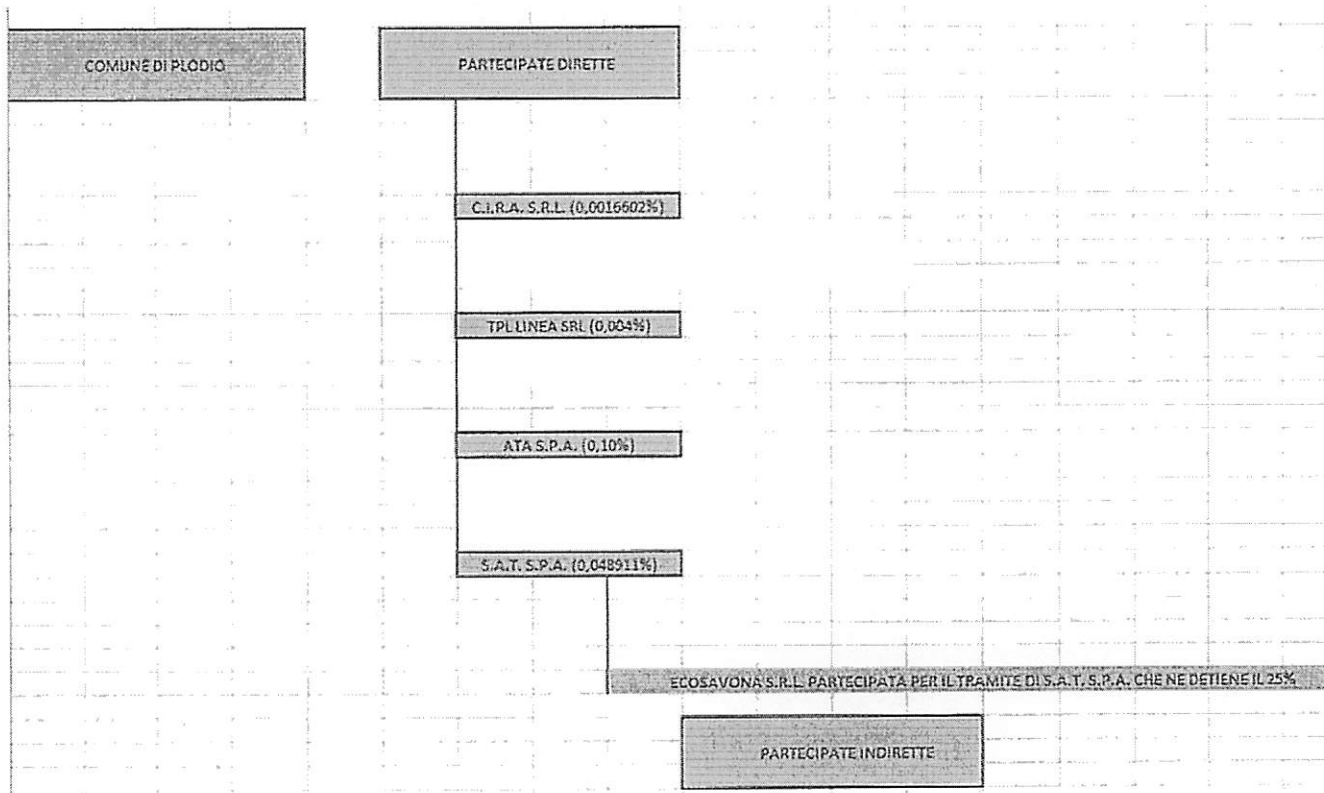 COMUNE DI PLODIO
PARTECIPATE DIRETTE
C.I.R.A. S.R.L. (0,0016602%)
TPL LINEA SRL (0,004%)
ATA S.P.A. (0,10%)
S.A.T. S.P.A. (0,048911%)
ECOSAVONA S.R.L. PARTECIPATA PER IL TRAMITE DI S.A.T. S.P.A. CHE NE DETIENE IL 25%
PARTECIPATE INDIRETTE